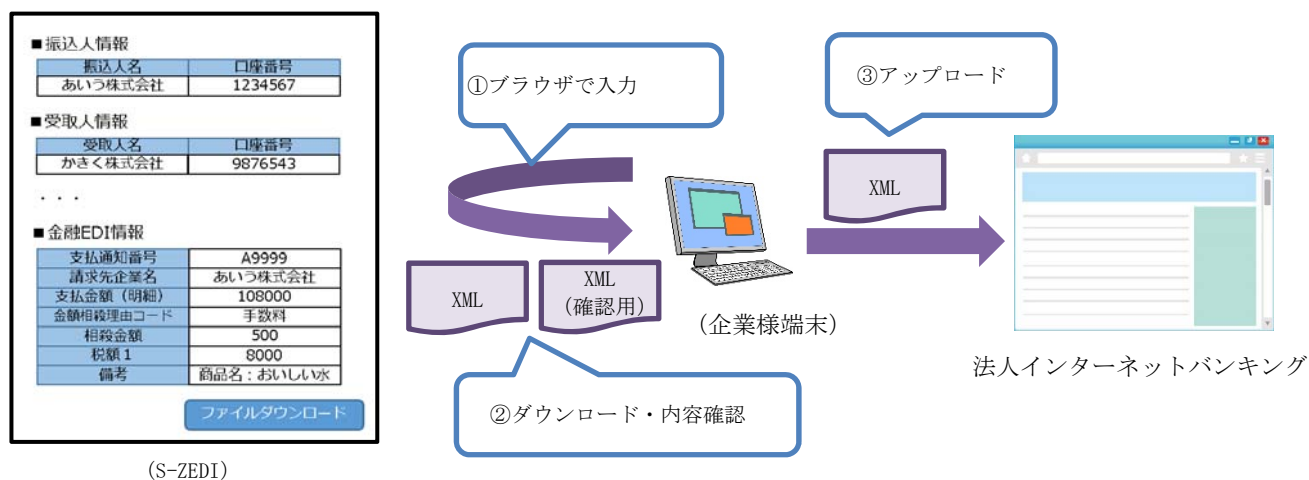 ■振込人情報
振込人名 口座番号
あいう株式会社 1234567
■受取人情報
受取人名 口座番号
かきく株式会社 9876543
・・・
■金融EDI情報
支払通知番号 A9999
請求先企業名 あいう株式会社
支払金額（明細） 108000
金額相殺理由コード 手数料
相殺金額 500
税額１ 8000
備考 商品名：おいしい水
ファイルダウンロード
（S-ZEDI）
①ブラウザで入力
XML
XML
（確認用）
②ダウンロード・内容確認
（企業様端末）
③アップロード
XML
法人インターネットバンキング